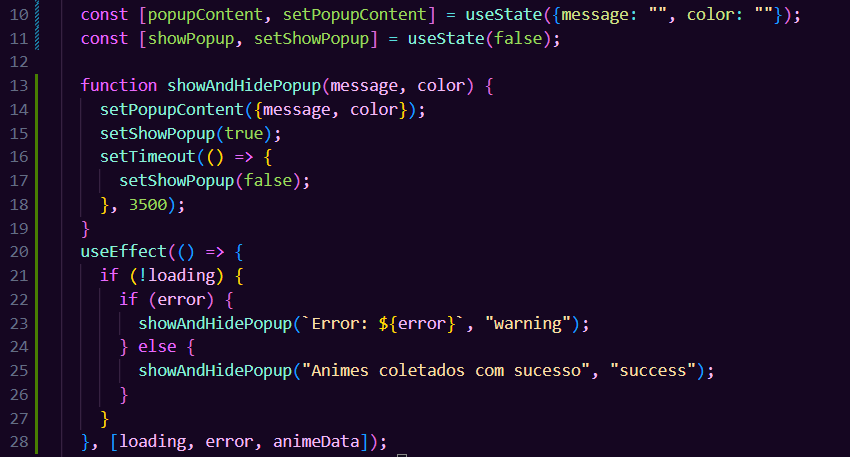 10 const [popupContent, setPopupContent] = useState({message: "", color: ""});
11 const [showPopup, setShowPopup] = useState(false);
12
13 function showAndHidePopup(message, color) {
14 setPopupContent({message, color});
15 setShowPopup(true);
16 setTimeout(() => {
17 setShowPopup(false);
18 }, 3500);
19 }
20 useEffect(() => {
21 if (!loading) {
22 if (error) {
23 showAndHidePopup(`Error: ${error}`, "warning");
24 } else {
25 showAndHidePopup("Animes coletados com sucesso", "success");
26 }
27 }
28 }, [loading, error, animeData]);